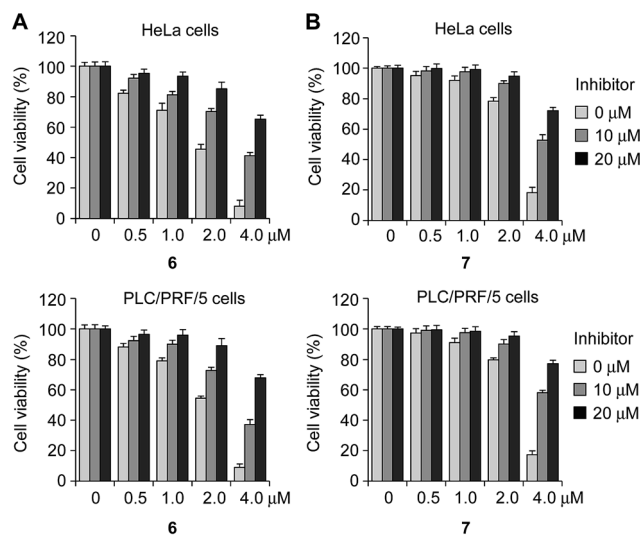 A
HeLa cells
Cell viability (%)
120
100
80
60
40
20
0
0 0.5 1.0 2.0 4.0 μM
6
B
HeLa cells
Cell viability (%)
120
100
80
60
40
20
0
0 0.5 1.0 2.0 4.0 μM
7
Inhibitor
0 μM
10 μM
20 μM
PLC/PRF/5 cells
Cell viability (%)
120
100
80
60
40
20
0
0 0.5 1.0 2.0 4.0 μM
6
PLC/PRF/5 cells
Cell viability (%)
120
100
80
60
40
20
0
0 0.5 1.0 2.0 4.0 μM
7
Inhibitor
0 μM
10 μM
20 μM